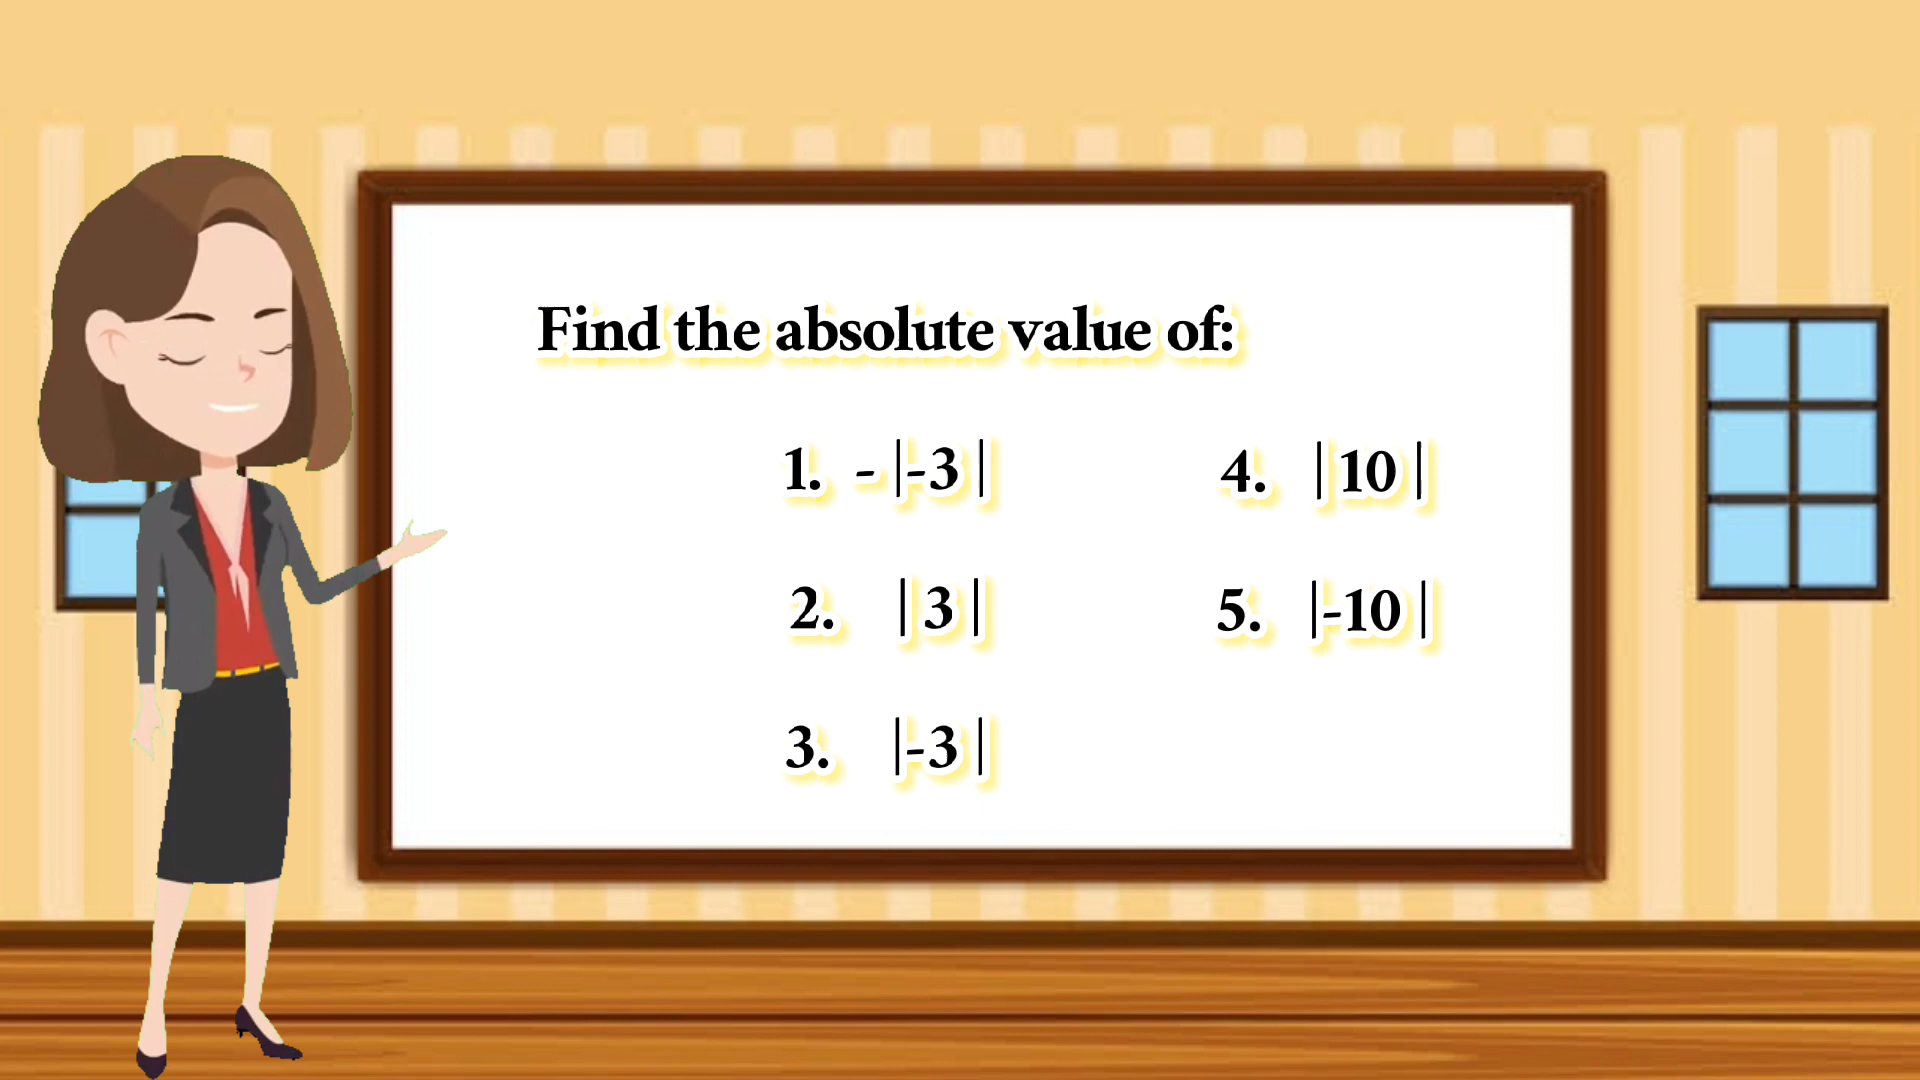 Find the absolute value of:
1. - |-3 |
2. | 3 |
3. |-3 |
4. | 10 |
5. |-10 |